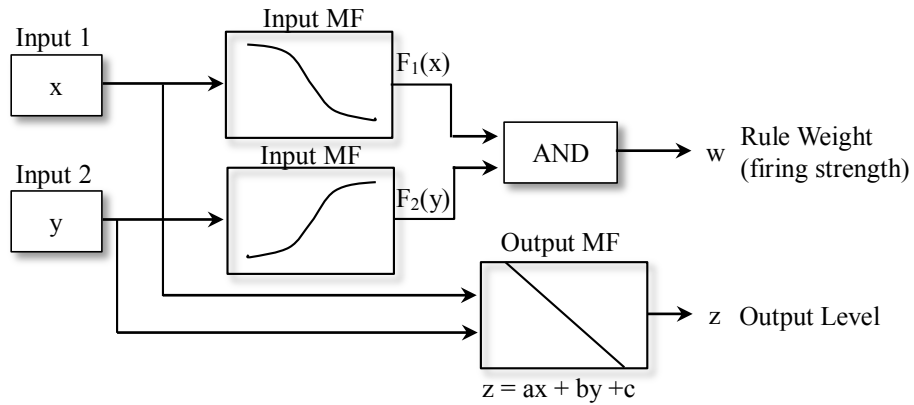 Input 1
x
Input MF
F₁(x)
Input MF
Input 2
y
F₂(y)
AND
w
Rule Weight
(firing strength)
Output MF
z
Output Level
z = ax + by +c